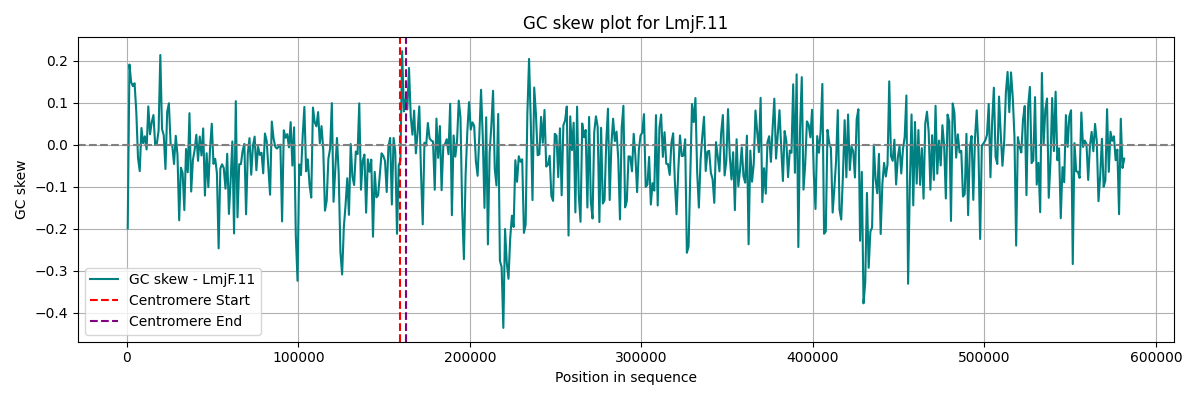 GC skew plot for LmjF.11
GC skew
0.2
0.1
0.0
−0.1
−0.2
−0.3
−0.4
GC skew - LmjF.11
Centromere Start
Centromere End
0 100000 200000 300000 400000 500000 600000
Position in sequence